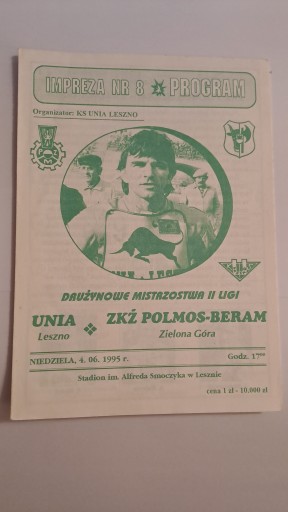 IMPREZA NR 8 PROGRAM
Organizator: KS UNIA LESZNO
DRUŻYNOWE MISTRZOSTWA II LIGI
UNIA ZKŻ POLMOS-BERAM
Leszno Zielona Góra
NIEDZIELA, 4. 06. 1995 r. Godz. 17⁰⁰
Stadion im. Alfreda Smoczyka w Lesznie
cena 1 zł - 10.000 zł